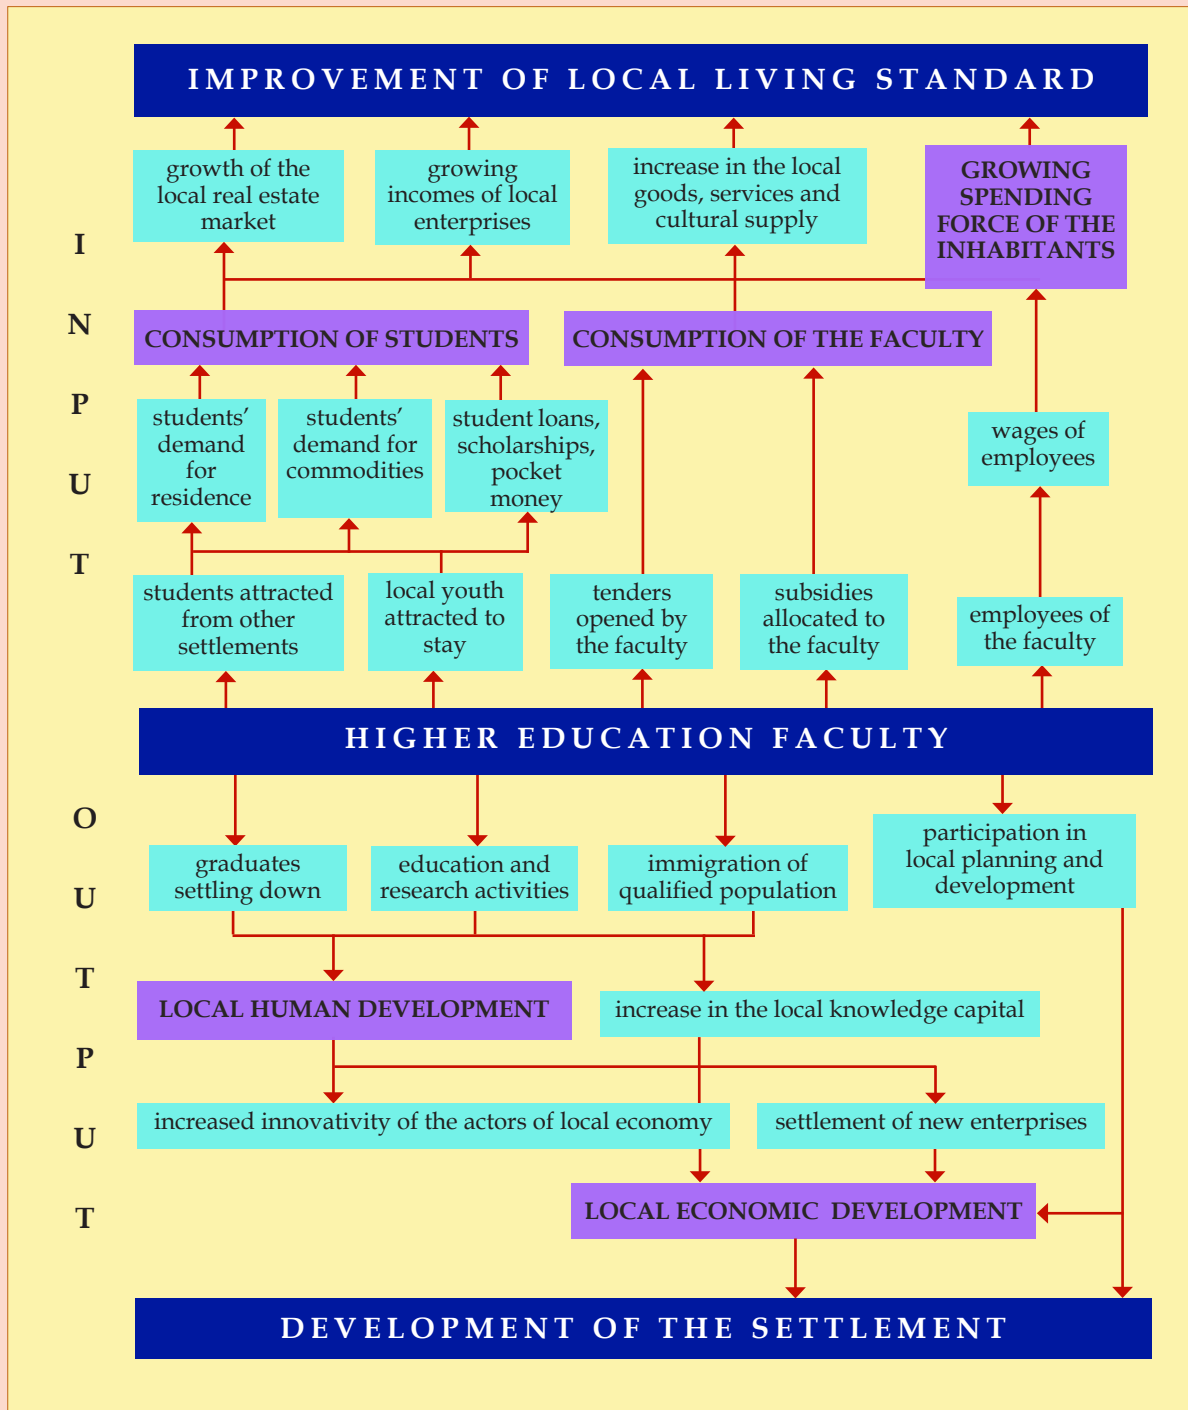 IMPROVEMENT OF LOCAL LIVING STANDARD
growth of the
local real estate
market
growing
incomes of local
enterprises
increase in the local
goods, services and
cultural supply
GROWING
SPENDING
FORCE OF THE
INHABITANTS
INPUT
CONSUMPTION OF STUDENTS
CONSUMPTION OF THE FACULTY
students’
demand
for
residence
students’
demand for
commodities
student loans,
scholarships,
pocket
money
wages of
employees
students attracted
from other
settlements
local youth
attracted to
stay
tenders
opened by
the faculty
subsidies
allocated to
the faculty
employees of
the faculty
HIGHER EDUCATION FACULTY
OUTPUT
graduates
settling down
education and
research activities
immigration of
qualified population
participation in
local planning and
development
LOCAL HUMAN DEVELOPMENT
increase in the local knowledge capital
increased innovativity of the actors of local economy
settlement of new enterprises
LOCAL ECONOMIC DEVELOPMENT
DEVELOPMENT OF THE SETTLEMENT